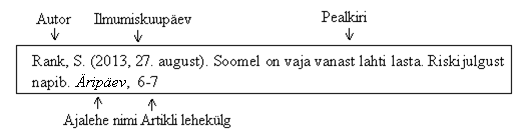 Autor Ilmumiskuupäev Pealkiri
Rank, S. (2013, 27. august). Soomel on vaja vanast lahti lasta. Riskijulgust
napib. Äripäev, 6-7
Ajalehe nimi Artikli lehekülg